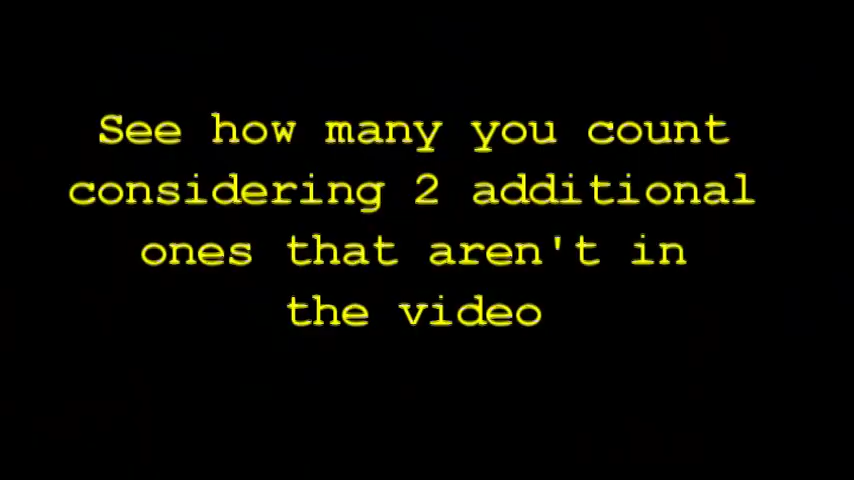 See how many you count
considering 2 additional
ones that aren't in
the video